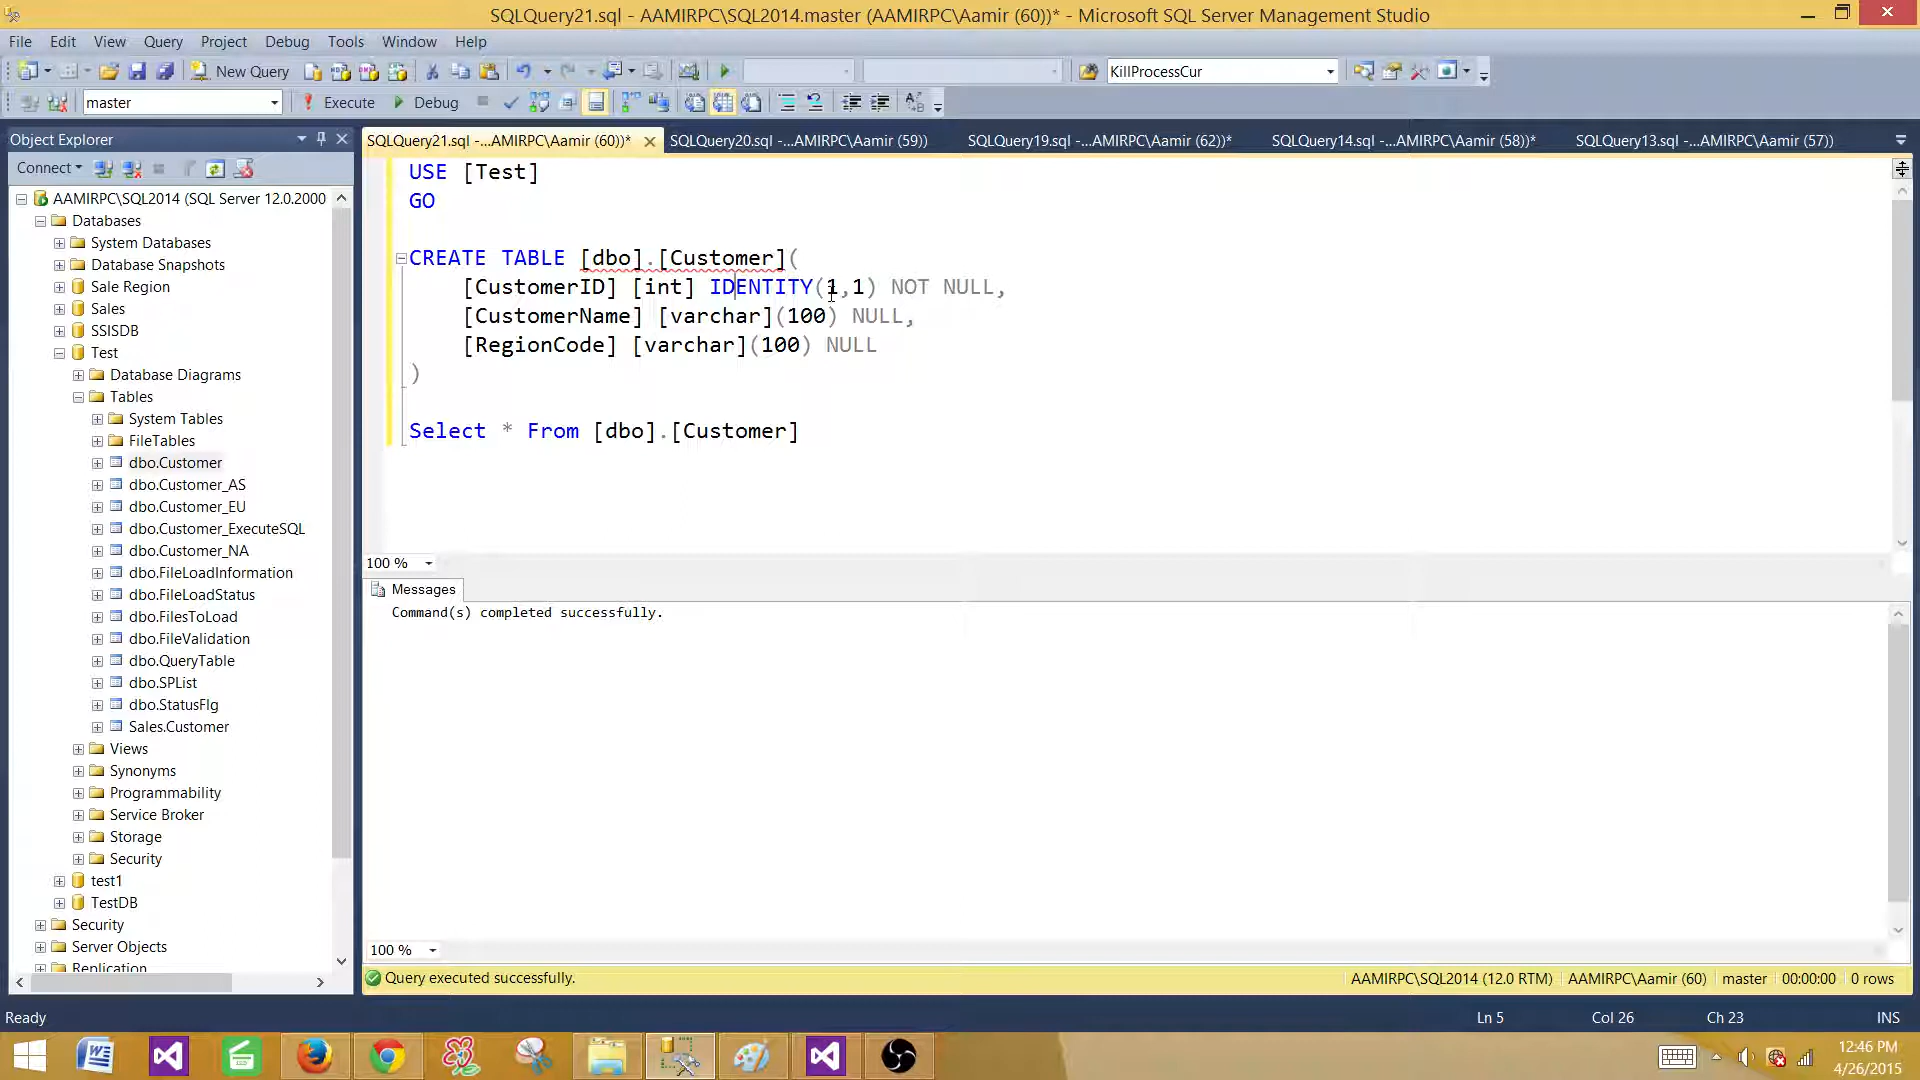 SQLQuery21.sql - AAMIRPC\SQL2014.master (AAMIRPC\Aamir (60))* - Microsoft SQL Server Management Studio
File Edit View Query Project Debug Tools Window Help
New Query KillProcessCur
master Execute Debug
Object Explorer
SQLQuery21.sql -...AMIRPC\Aamir (60))* SQLQuery20.sql -...AMIRPC\Aamir (59)) SQLQuery19.sql -...AMIRPC\Aamir (62))* SQLQuery14.sql -...AMIRPC\Aamir (58))* SQLQuery13.sql -...AMIRPC\Aamir (57))
Connect
AAMIRPC\SQL2014 (SQL Server 12.0.2000
Databases
System Databases
Database Snapshots
Sale Region
Sales
SSISDB
Test
Database Diagrams
Tables
System Tables
FileTables
dbo.Customer
dbo.Customer_AS
dbo.Customer_EU
dbo.Customer_ExecuteSQL
dbo.Customer_NA
dbo.FileLoadInformation
dbo.FileLoadStatus
dbo.FilesToLoad
dbo.FileValidation
dbo.QueryTable
dbo.SPList
dbo.StatusFlg
Sales.Customer
Views
Synonyms
Programmability
Service Broker
Storage
Security
test1
TestDB
Security
Server Objects
Replication
USE [Test]
GO
CREATE TABLE [dbo].[Customer](
[CustomerID] [int] IDENTITY(1,1) NOT NULL,
[CustomerName] [varchar](100) NULL,
[RegionCode] [varchar](100) NULL
)
Select * From [dbo].[Customer]
100 %
Messages
Command(s) completed successfully.
100 %
Query executed successfully. AAMIRPC\SQL2014 (12.0 RTM) AAMIRPC\Aamir (60) master 00:00:00 0 rows
Ready Ln 5 Col 26 Ch 23 INS
12:46 PM
4/26/2015